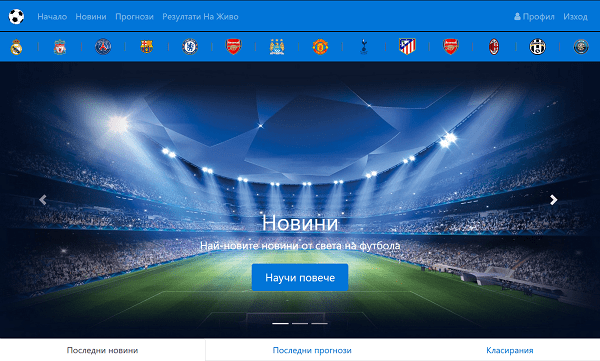 Начало Новини Прогнози Резултати На Живо Профил Изход
Новини
Най-новите новини от света на футбола
Научи повече
Последни новини Последни прогнози Класирания